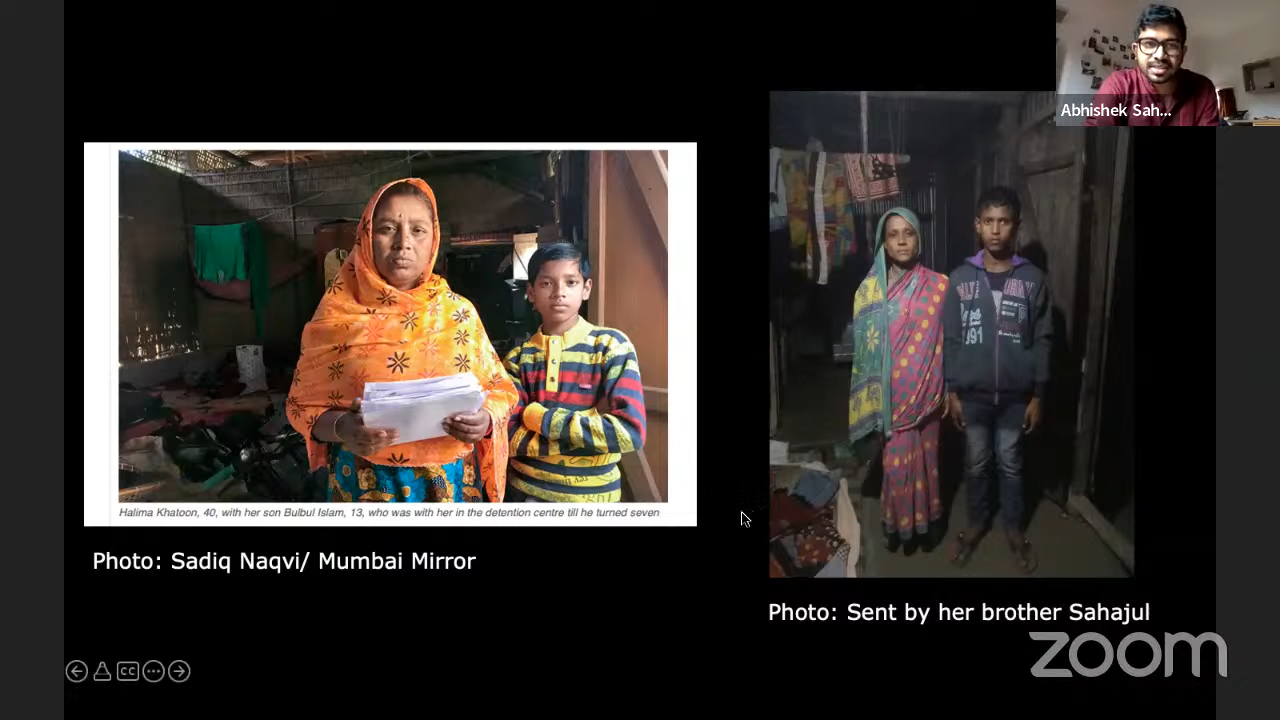 Abhishek Sah...
Halima Khatoon, 40, with her son Bulbul Islam, 13, who was with her in the detention centre till he turned seven
Photo: Sadiq Naqvi/ Mumbai Mirror
Photo: Sent by her brother Sahajul
zoom
CC